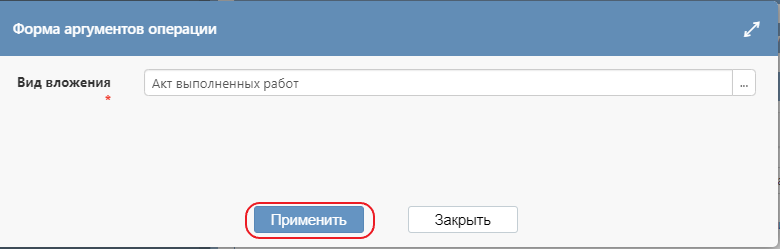 Форма аргументов операции
Вид вложения Акт выполненных работ ...
*
Применить Закрыть